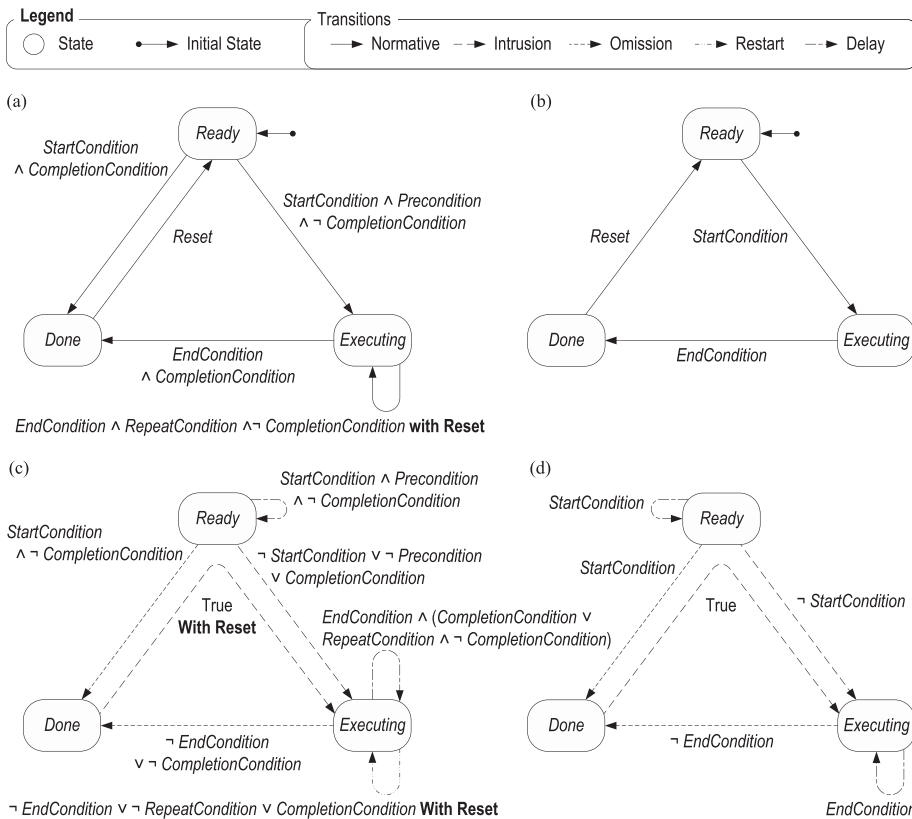 Legend
State
Initial State
Transitions
Normative
Intrusion
Omission
Restart
Delay
(a)
Ready
StartCondition
∧ CompletionCondition
StartCondition ∧ Precondition
∧ ¬ CompletionCondition
Reset
Done
Executing
EndCondition
∧ CompletionCondition
EndCondition ∧ RepeatCondition ∧¬ CompletionCondition with Reset
(b)
Ready
Reset
StartCondition
Done
Executing
EndCondition
(c)
StartCondition ∧ Precondition
∧ ¬ CompletionCondition
Ready
StartCondition
∧ ¬ CompletionCondition
¬ StartCondition ∨ ¬ Precondition
∨ CompletionCondition
True
With Reset
EndCondition ∧ (CompletionCondition ∨
RepeatCondition ∧ ¬ CompletionCondition)
Done
Executing
¬ EndCondition
∨ ¬ CompletionCondition
¬ EndCondition ∨ ¬ RepeatCondition ∨ CompletionCondition With Reset
(d)
StartCondition
Ready
StartCondition
True
¬ StartCondition
Done
Executing
¬ EndCondition
EndCondition